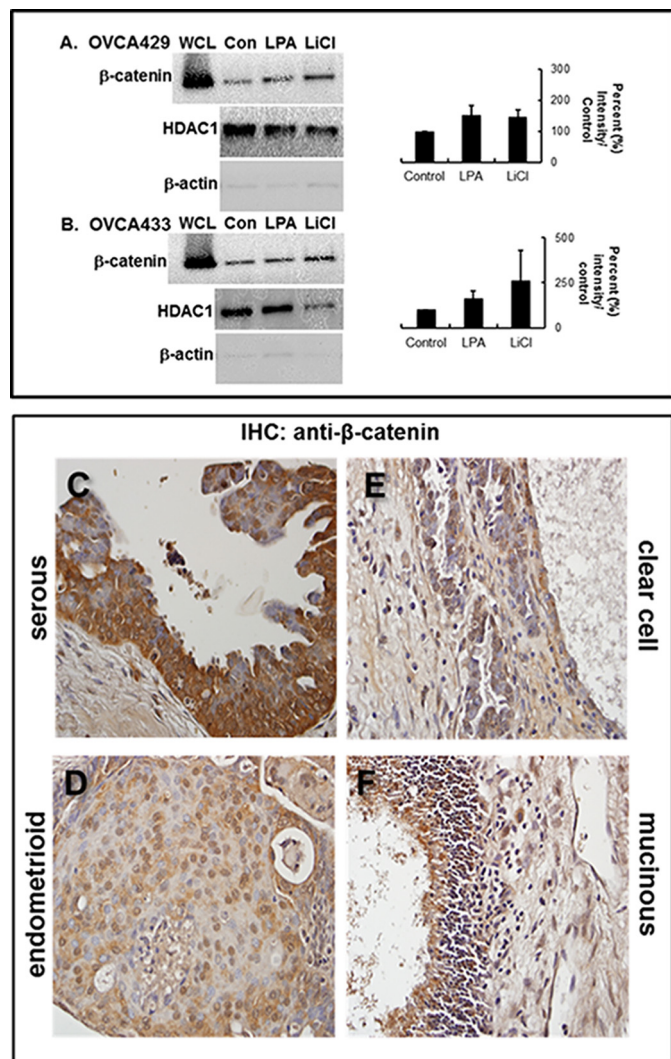 A. OVCA429 WCL Con LPA LiCl
β-catenin
HDAC1
β-actin
300
200
100
0
Percent (%)
Intensity/
Control
Control LPA LiCl
B. OVCA433 WCL Con LPA LiCl
β-catenin
HDAC1
β-actin
500
250
0
Percent (%)
intensity/
control
Control LPA LiCl
IHC: anti-β-catenin
C
serous
E
clear cell
D
endometrioid
F
mucinous